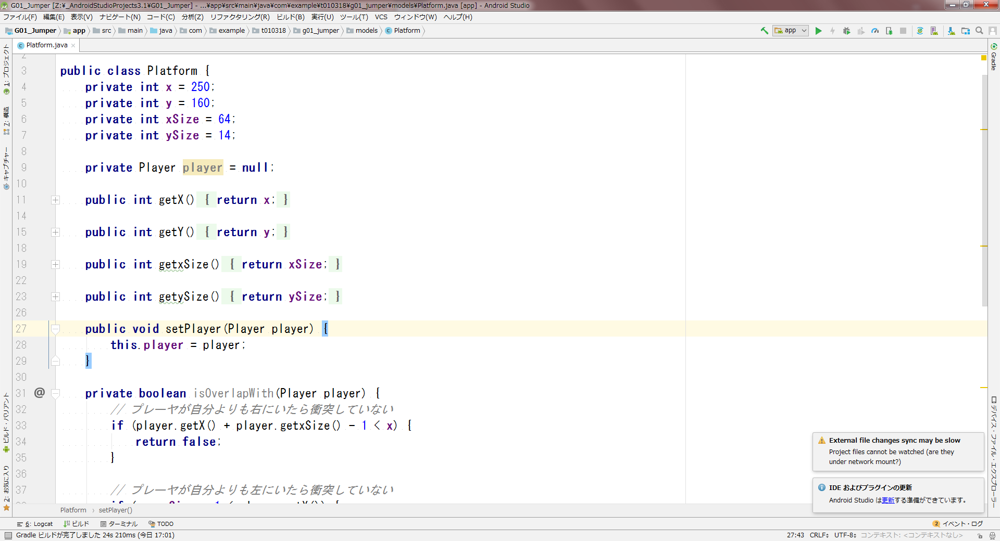 G01_Jumper [Z:¥_AndroidStudioProjects3.1¥G01_Jumper] - ...¥app¥src¥main¥java¥com¥example¥t010318¥g01_jumper¥models¥Platform.java [app] - Android Studio
ファイル(F) 編集(E) 表示(V) ナビゲート(N) コード(C) 分析(Z) リファクタリング(R) ビルド(B) 実行(U) ツール(T) VCS ウィンドウ(W) ヘルプ(H)
G01_Jumper app src main java com example t010318 g01_jumper models Platform
app
Platform.java
1: プロジェクト
Z: 構造
キャプチャー
ビルド・バリアント
2: お気に入り
Gradle
デバイス・ファイル・エクスプローラー
2
3 public class Platform {
4 private int x = 250;
5 private int y = 160;
6 private int xSize = 64;
7 private int ySize = 14;
8
9 private Player player = null;
10
11 public int getX() { return x; }
14
15 public int getY() { return y; }
18
19 public int getxSize() { return xSize; }
22
23 public int getySize() { return ySize; }
26
27 public void setPlayer(Player player) {
28 this.player = player;
29 }
30
31 @ private boolean isOverlapWith(Player player) {
32 // プレーヤが自分よりも右にいたら衝突していない
33 if (player.getX() + player.getxSize() - 1 < x) {
34 return false;
35 }
36
37 // プレーヤが自分よりも左にいたら衝突していない
External file changes sync may be slow
Project files cannot be watched (are they
under network mount?)
IDE およびプラグインの更新
Android Studio は更新する準備ができています。
Platform › setPlayer()
6: Logcat ビルド ターミナル TODO
2 イベント・ログ
Gradle ビルドが完了しました 24s 210ms (今日 17:01)
27:43 CRLF UTF-8 コンテキスト: <コンテキストなし>